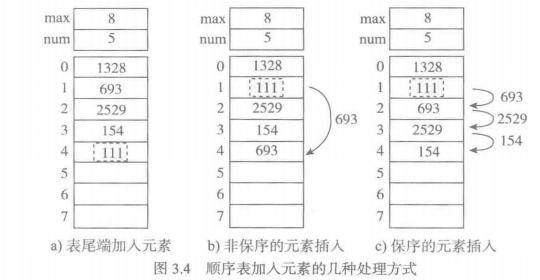 max 8 max 8 max 8
num 5 num 5 num 5
0 1328 0 1328 0 1328
1 693 1 111 1 111 693
2 2529 2 2529 693 2 693 2529
3 154 3 154 3 2529 154
4 111 4 693 4 154
5 5 5
6 6 6
7 7 7
a) 表尾端加入元素 b) 非保序的元素插入 c) 保序的元素插入
图 3.4 顺序表加入元素的几种处理方式